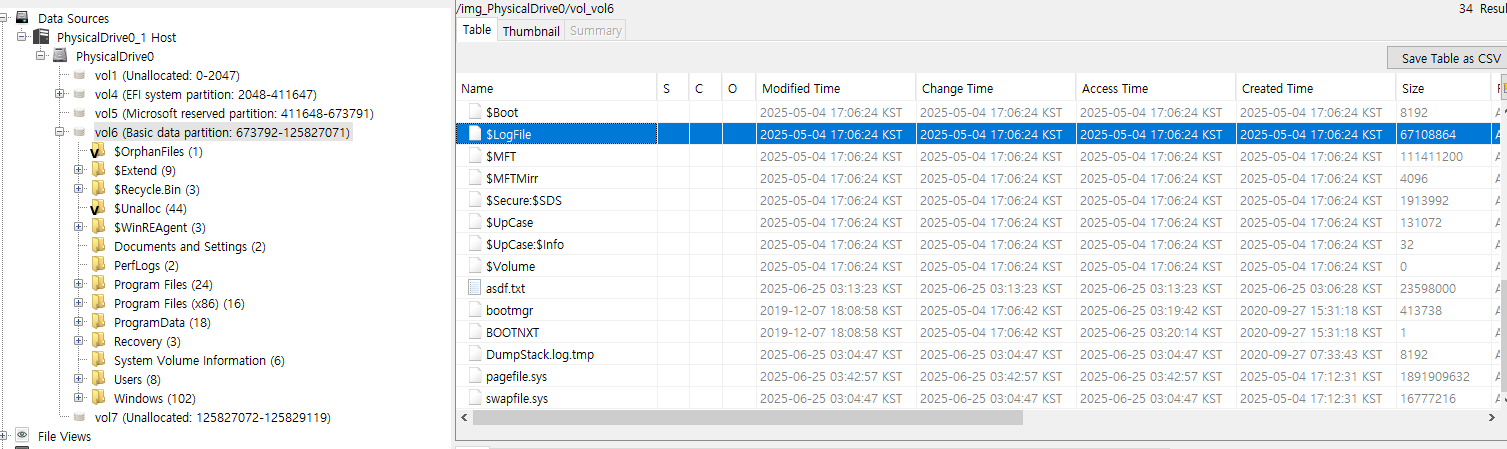 Data Sources
PhysicalDrive0_1 Host
PhysicalDrive0
vol1 (Unallocated: 0-2047)
vol4 (EFI system partition: 2048-411647)
vol5 (Microsoft reserved partition: 411648-673791)
vol6 (Basic data partition: 673792-125827071)
$OrphanFiles (1)
$Extend (9)
$Recycle.Bin (3)
$Unalloc (44)
$WinREAgent (3)
Documents and Settings (2)
PerfLogs (2)
Program Files (24)
Program Files (x86) (16)
ProgramData (18)
Recovery (3)
System Volume Information (6)
Users (8)
Windows (102)
vol7 (Unallocated: 125827072-125829119)
File Views
/img_PhysicalDrive0/vol_vol6 34 Resul
Table Thumbnail Summary
Save Table as CSV
Name S C O Modified Time Change Time Access Time Created Time Size
$Boot 2025-05-04 17:06:24 KST 2025-05-04 17:06:24 KST 2025-05-04 17:06:24 KST 2025-05-04 17:06:24 KST 8192
$LogFile 2025-05-04 17:06:24 KST 2025-05-04 17:06:24 KST 2025-05-04 17:06:24 KST 2025-05-04 17:06:24 KST 67108864
$MFT 2025-05-04 17:06:24 KST 2025-05-04 17:06:24 KST 2025-05-04 17:06:24 KST 2025-05-04 17:06:24 KST 111411200
$MFTMirr 2025-05-04 17:06:24 KST 2025-05-04 17:06:24 KST 2025-05-04 17:06:24 KST 2025-05-04 17:06:24 KST 4096
$Secure:$SDS 2025-05-04 17:06:24 KST 2025-05-04 17:06:24 KST 2025-05-04 17:06:24 KST 2025-05-04 17:06:24 KST 1913992
$UpCase 2025-05-04 17:06:24 KST 2025-05-04 17:06:24 KST 2025-05-04 17:06:24 KST 2025-05-04 17:06:24 KST 131072
$UpCase:$Info 2025-05-04 17:06:24 KST 2025-05-04 17:06:24 KST 2025-05-04 17:06:24 KST 2025-05-04 17:06:24 KST 32
$Volume 2025-05-04 17:06:24 KST 2025-05-04 17:06:24 KST 2025-05-04 17:06:24 KST 2025-05-04 17:06:24 KST 0
asdf.txt 2025-06-25 03:13:23 KST 2025-06-25 03:13:23 KST 2025-06-25 03:13:23 KST 2025-06-25 03:06:28 KST 23598000
bootmgr 2019-12-07 18:08:58 KST 2025-05-04 17:06:42 KST 2025-06-25 03:19:42 KST 2020-09-27 15:31:18 KST 413738
BOOTNXT 2019-12-07 18:08:58 KST 2025-05-04 17:06:42 KST 2025-06-25 03:20:14 KST 2020-09-27 15:31:18 KST 1
DumpStack.log.tmp 2025-06-25 03:04:47 KST 2025-06-25 03:04:47 KST 2025-06-25 03:04:47 KST 2020-09-27 07:33:43 KST 8192
pagefile.sys 2025-06-25 03:42:57 KST 2025-06-25 03:42:57 KST 2025-06-25 03:42:57 KST 2025-05-04 17:12:31 KST 1891909632
swapfile.sys 2025-06-25 03:04:47 KST 2025-06-25 03:04:47 KST 2025-06-25 03:04:47 KST 2025-05-04 17:12:31 KST 16777216